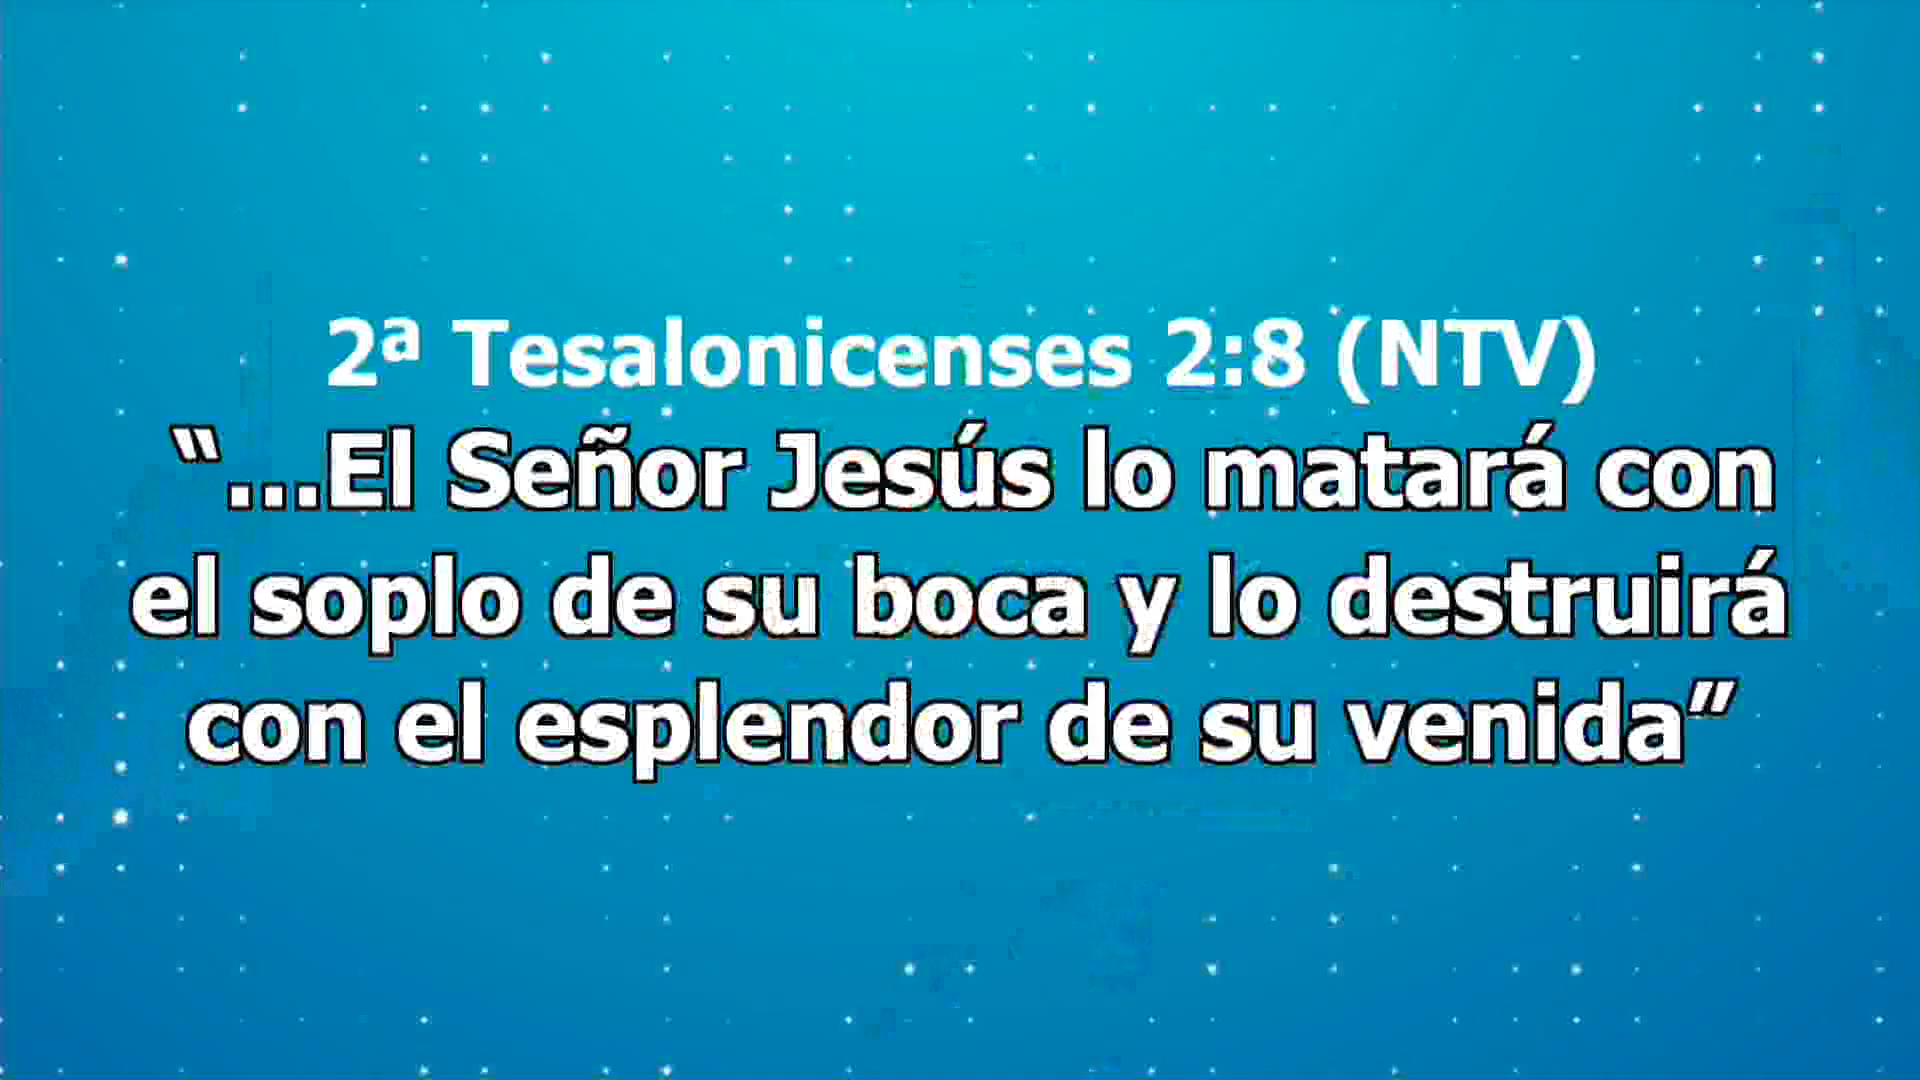 2ª Tesalonicenses 2:8 (NTV)
“...El Señor Jesús lo matará con
el soplo de su boca y lo destruirá
con el esplendor de su venida”